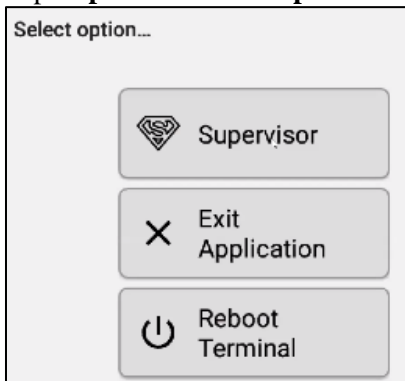 Select option...
Supervisor
Exit
Application
Reboot
Terminal